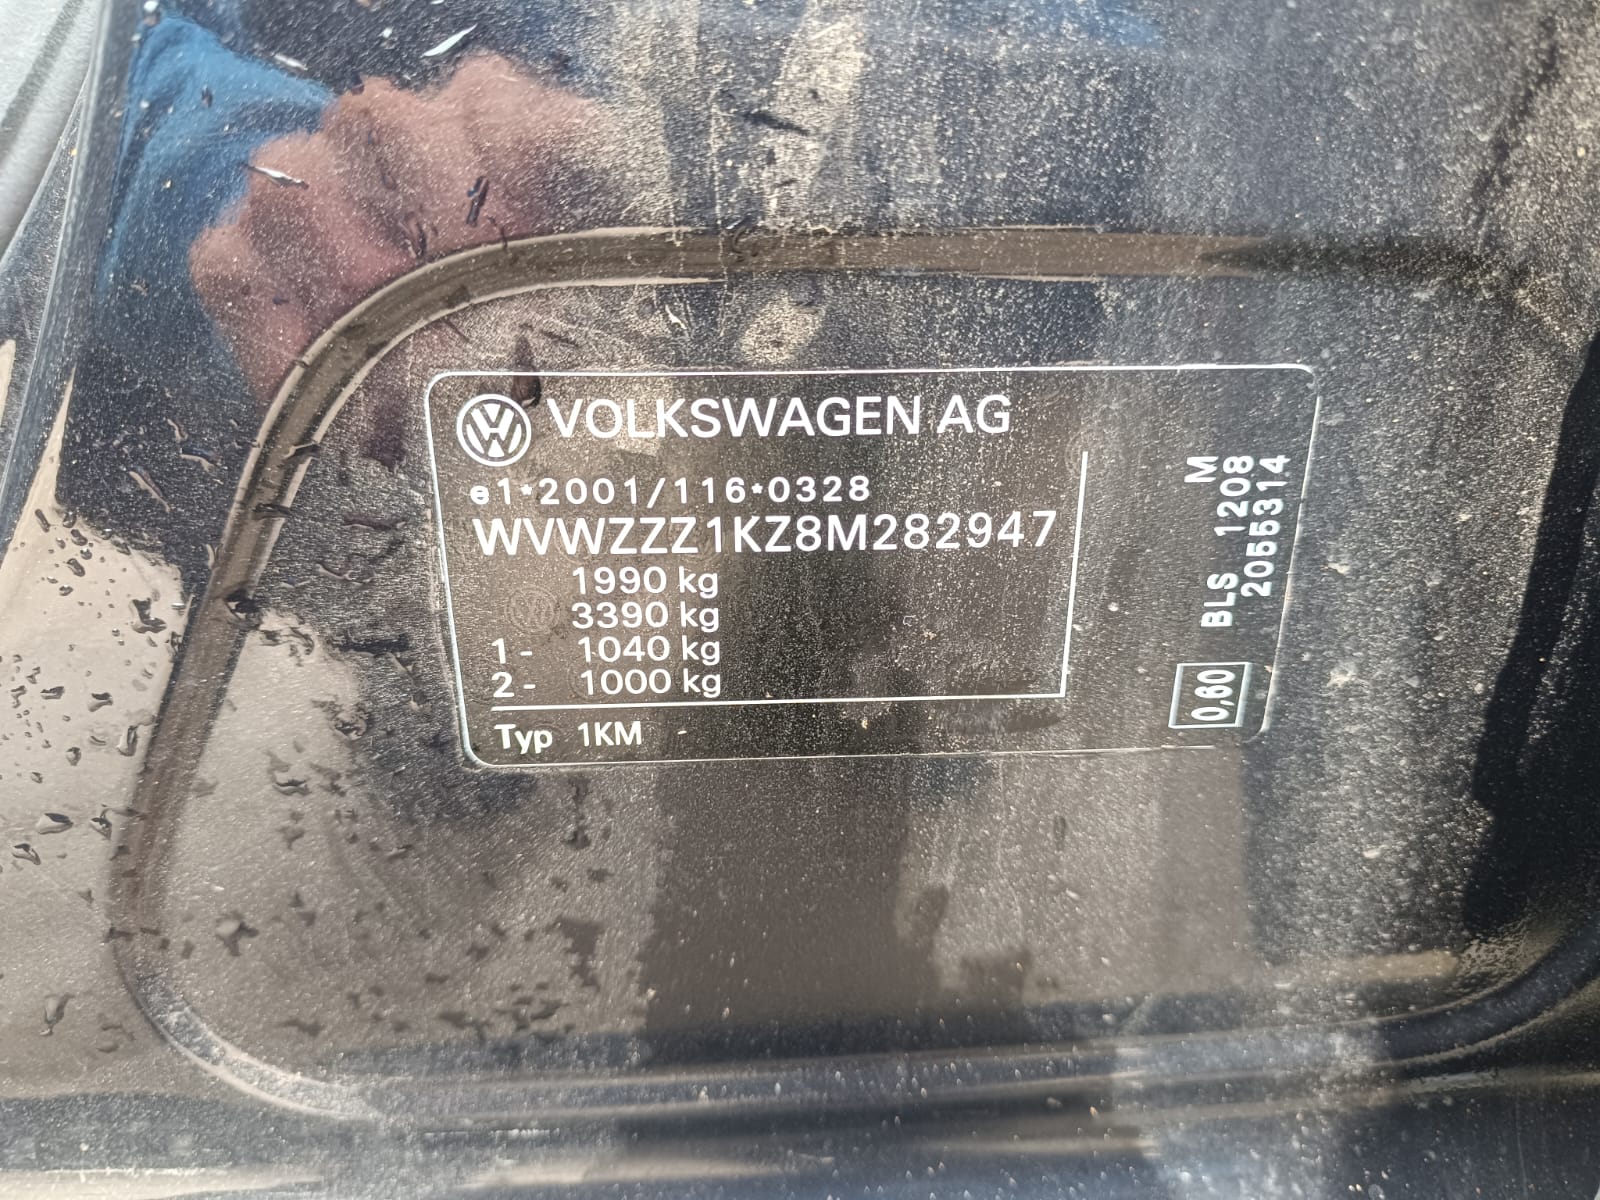 VOLKSWAGEN AG
e1*2001/116*0328
WVWZZZ1KZ8M282947
1990 kg
3390 kg
1 - 1040 kg
2 - 1000 kg
Typ 1KM -
0,60
BLS 1208 M
2055314